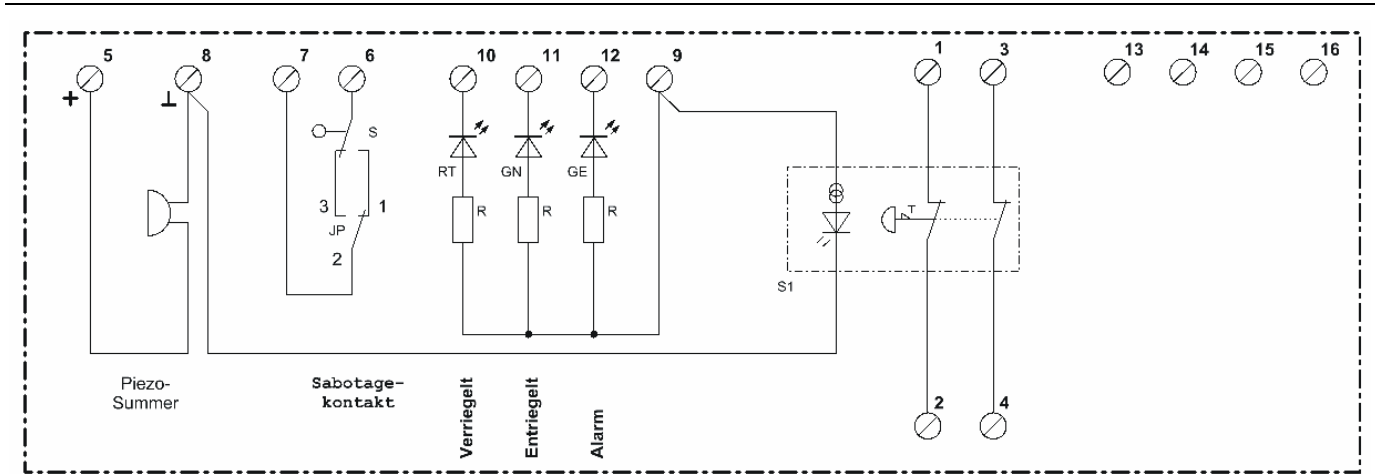 5 8 7 6 10 11 12 9 1 3 13 14 15 16
+ ⊥
S
RT GN GE
T
3 1
R R R
JP
2
S1
Piezo-
Summer
Sabotage-
kontakt
Verriegelt
Entriegelt
Alarm
2 4